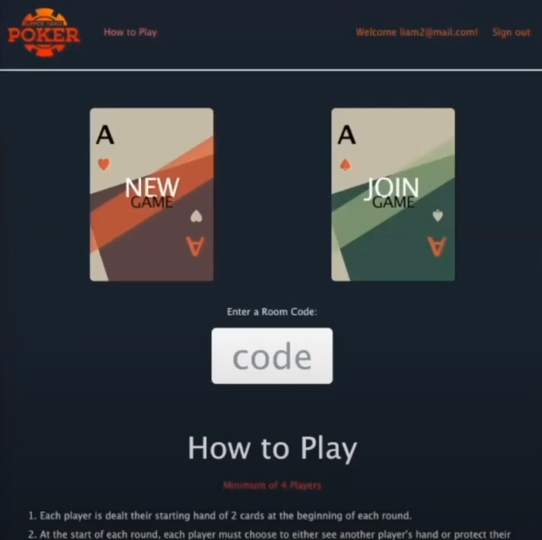 POKER
How to Play
Welcome liam2@mail.com!
Sign out
A
NEW
GAME
A
A
JOIN
GAME
A
Enter a Room Code:
code
How to Play
Minimum of 4 Players
1. Each player is dealt their starting hand of 2 cards at the beginning of each round.
2. At the start of each round, each player must choose to either see another player's hand or protect their